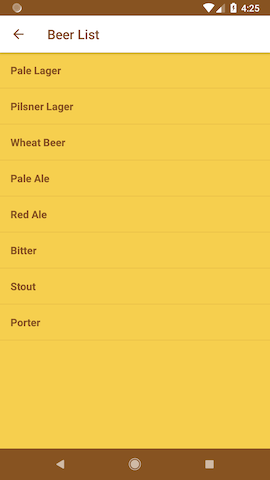 4:25
Beer List
Pale Lager
Pilsner Lager
Wheat Beer
Pale Ale
Red Ale
Bitter
Stout
Porter